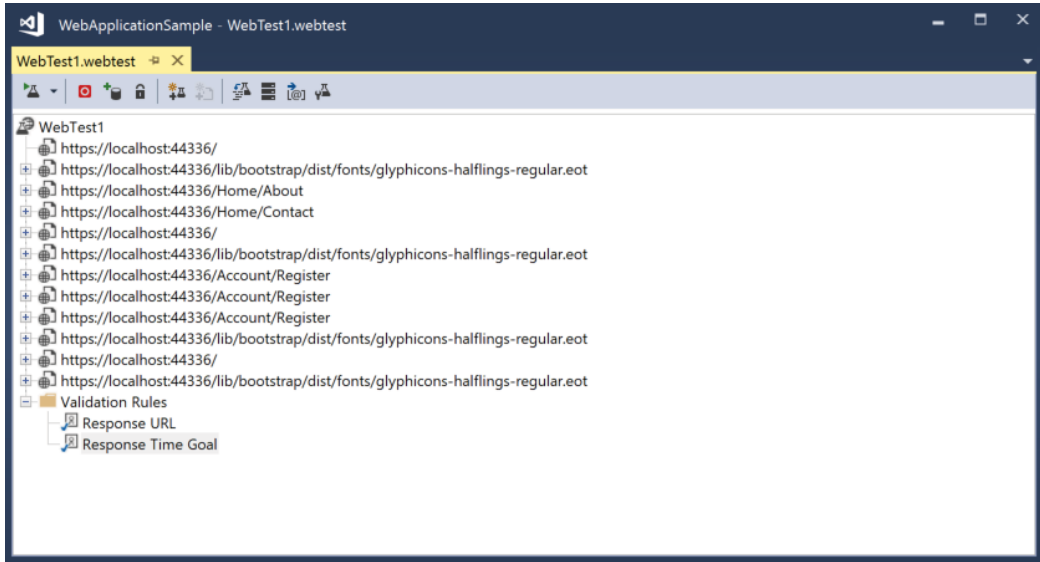 WebApplicationSample - WebTest1.webtest
WebTest1.webtest
WebTest1
https://localhost:44336/
https://localhost:44336/lib/bootstrap/dist/fonts/glyphicons-halflings-regular.eot
https://localhost:44336/Home/About
https://localhost:44336/Home/Contact
https://localhost:44336/
https://localhost:44336/lib/bootstrap/dist/fonts/glyphicons-halflings-regular.eot
https://localhost:44336/Account/Register
https://localhost:44336/Account/Register
https://localhost:44336/Account/Register
https://localhost:44336/lib/bootstrap/dist/fonts/glyphicons-halflings-regular.eot
https://localhost:44336/
https://localhost:44336/lib/bootstrap/dist/fonts/glyphicons-halflings-regular.eot
Validation Rules
Response URL
Response Time Goal